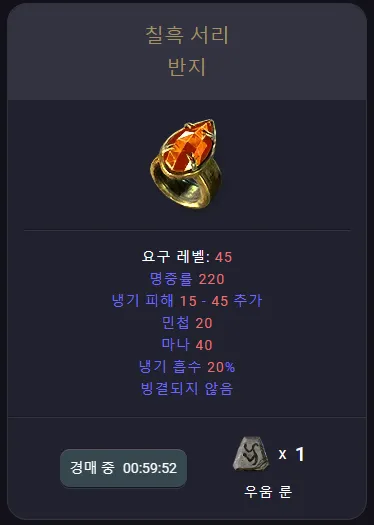 칠흑 서리
반지
요구 레벨: 45
명중률 220
냉기 피해 15 - 45 추가
민첩 20
마나 40
냉기 흡수 20%
빙결되지 않음
경매 중 00:59:52
x 1
우움 룬